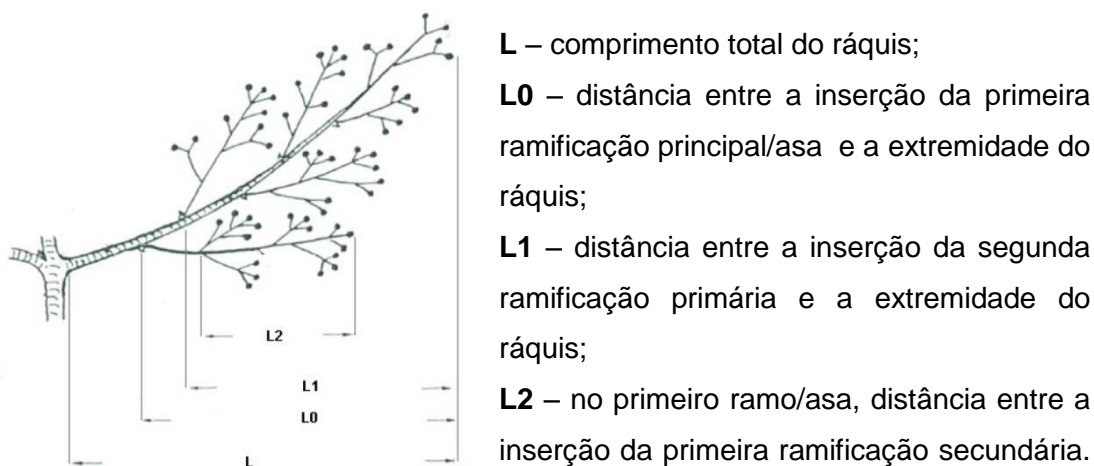 L – comprimento total do ráquis;
L0 – distância entre a inserção da primeira
ramificação principal/asa e a extremidade do
ráquis;
L1 – distância entre a inserção da segunda
ramificação primária e a extremidade do
ráquis;
L2 – no primeiro ramo/asa, distância entre a
inserção da primeira ramificação secundária.
L2
L1
L0
L